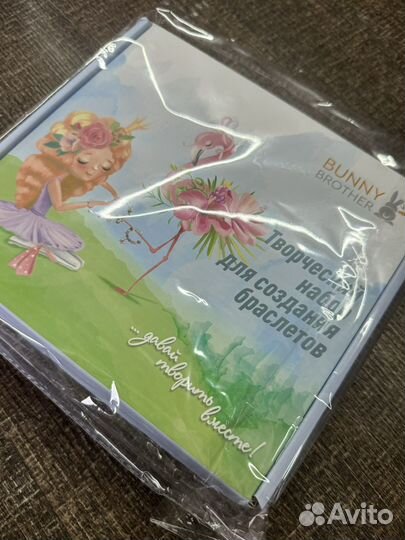 BUNNY
BROTHER
Творческий
набор
для создания
браслетов
...давай
творить
вместе!
Avito